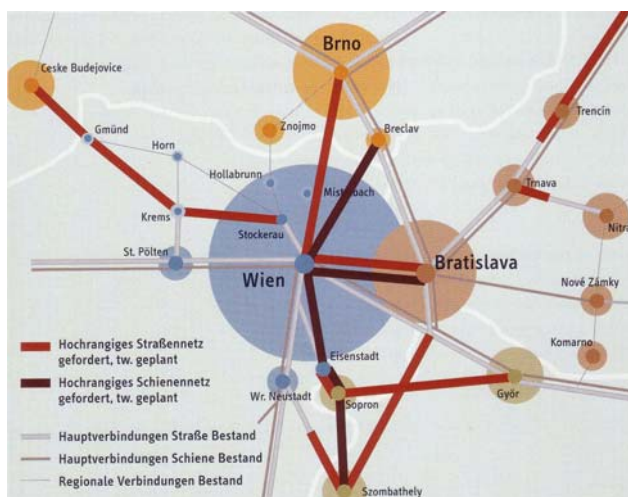 Brno
Ceske Budejovice
Trencín
Gmünd
Znojmo
Breclav
Horn
Hollabrunn
Mistelbach
Trnava
Krems
Stockerau
Nitra
St. Pölten
Wien
Bratislava
Nové Zámky
Hochrangiges Straßennetz
gefordert, tw. geplant
Eisenstadt
Komarno
Hochrangiges Schienennetz
gefordert, tw. geplant
Wr. Neustadt
Sopron
Györ
Hauptverbindungen Straße Bestand
Hauptverbindungen Schiene Bestand
Regionale Verbindungen Bestand
Szombathely